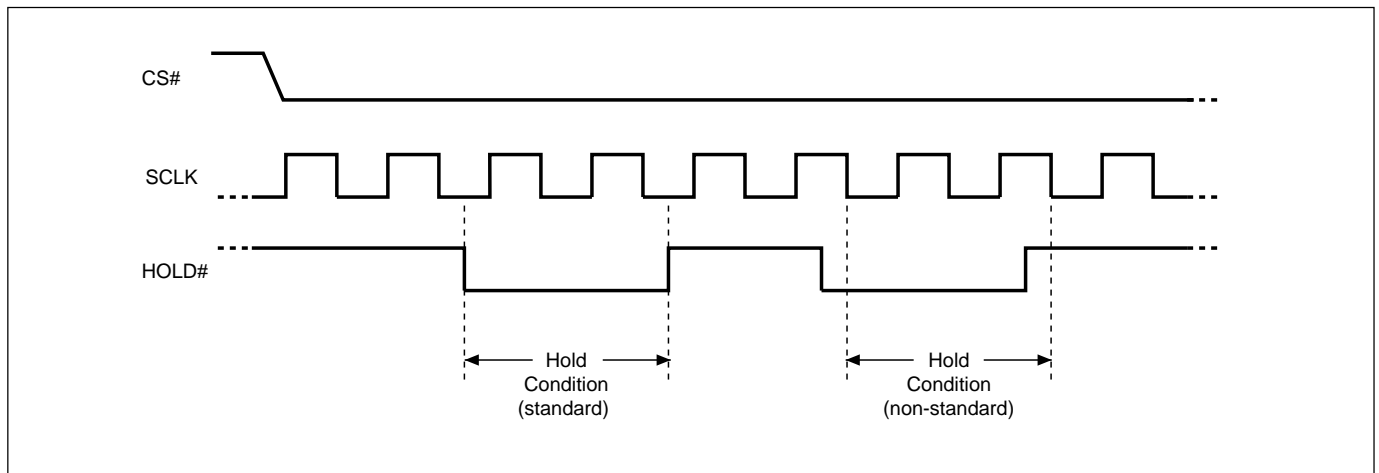 CS#
SCLK
HOLD#
Hold
Condition
(standard)
Hold
Condition
(non-standard)